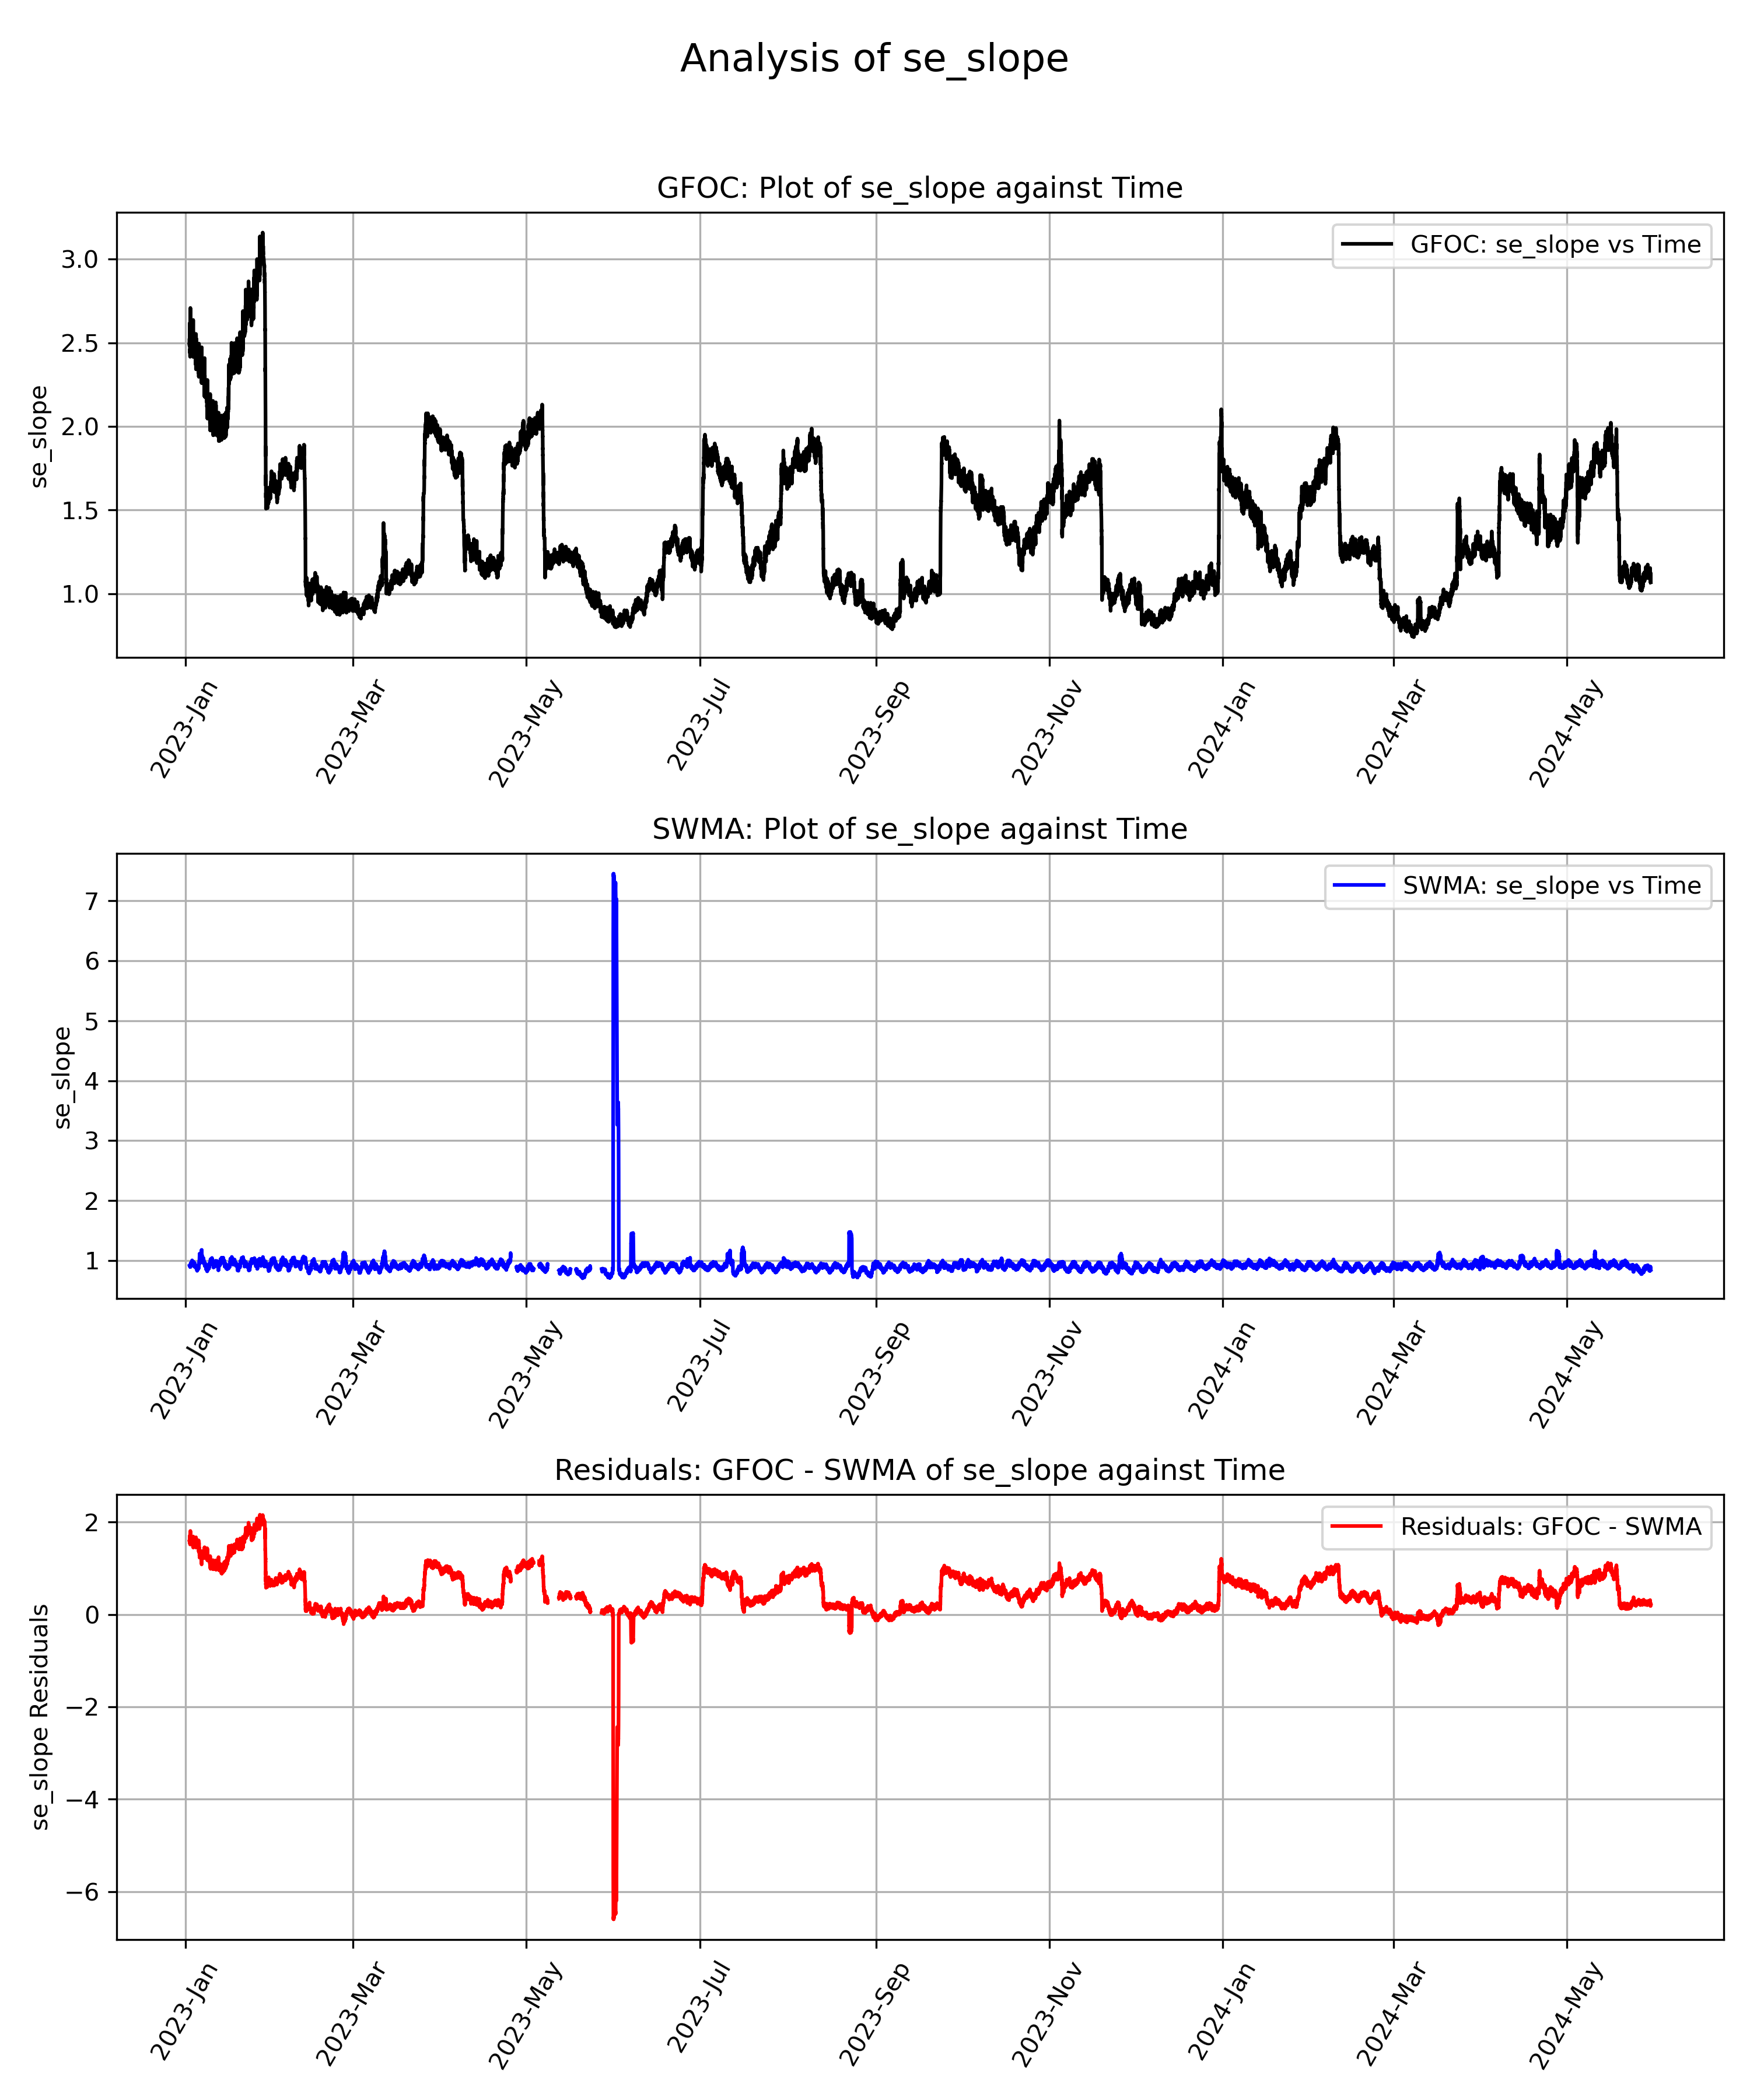 Analysis of se_slope
GFOC: Plot of se_slope against Time
GFOC: se_slope vs Time
se_slope
3.0
2.5
2.0
1.5
1.0
2023-Jan
2023-Mar
2023-May
2023-Jul
2023-Sep
2023-Nov
2024-Jan
2024-Mar
2024-May
SWMA: Plot of se_slope against Time
SWMA: se_slope vs Time
se_slope
7
6
5
4
3
2
1
2023-Jan
2023-Mar
2023-May
2023-Jul
2023-Sep
2023-Nov
2024-Jan
2024-Mar
2024-May
Residuals: GFOC - SWMA of se_slope against Time
Residuals: GFOC - SWMA
se_slope Residuals
2
0
−2
−4
−6
2023-Jan
2023-Mar
2023-May
2023-Jul
2023-Sep
2023-Nov
2024-Jan
2024-Mar
2024-May